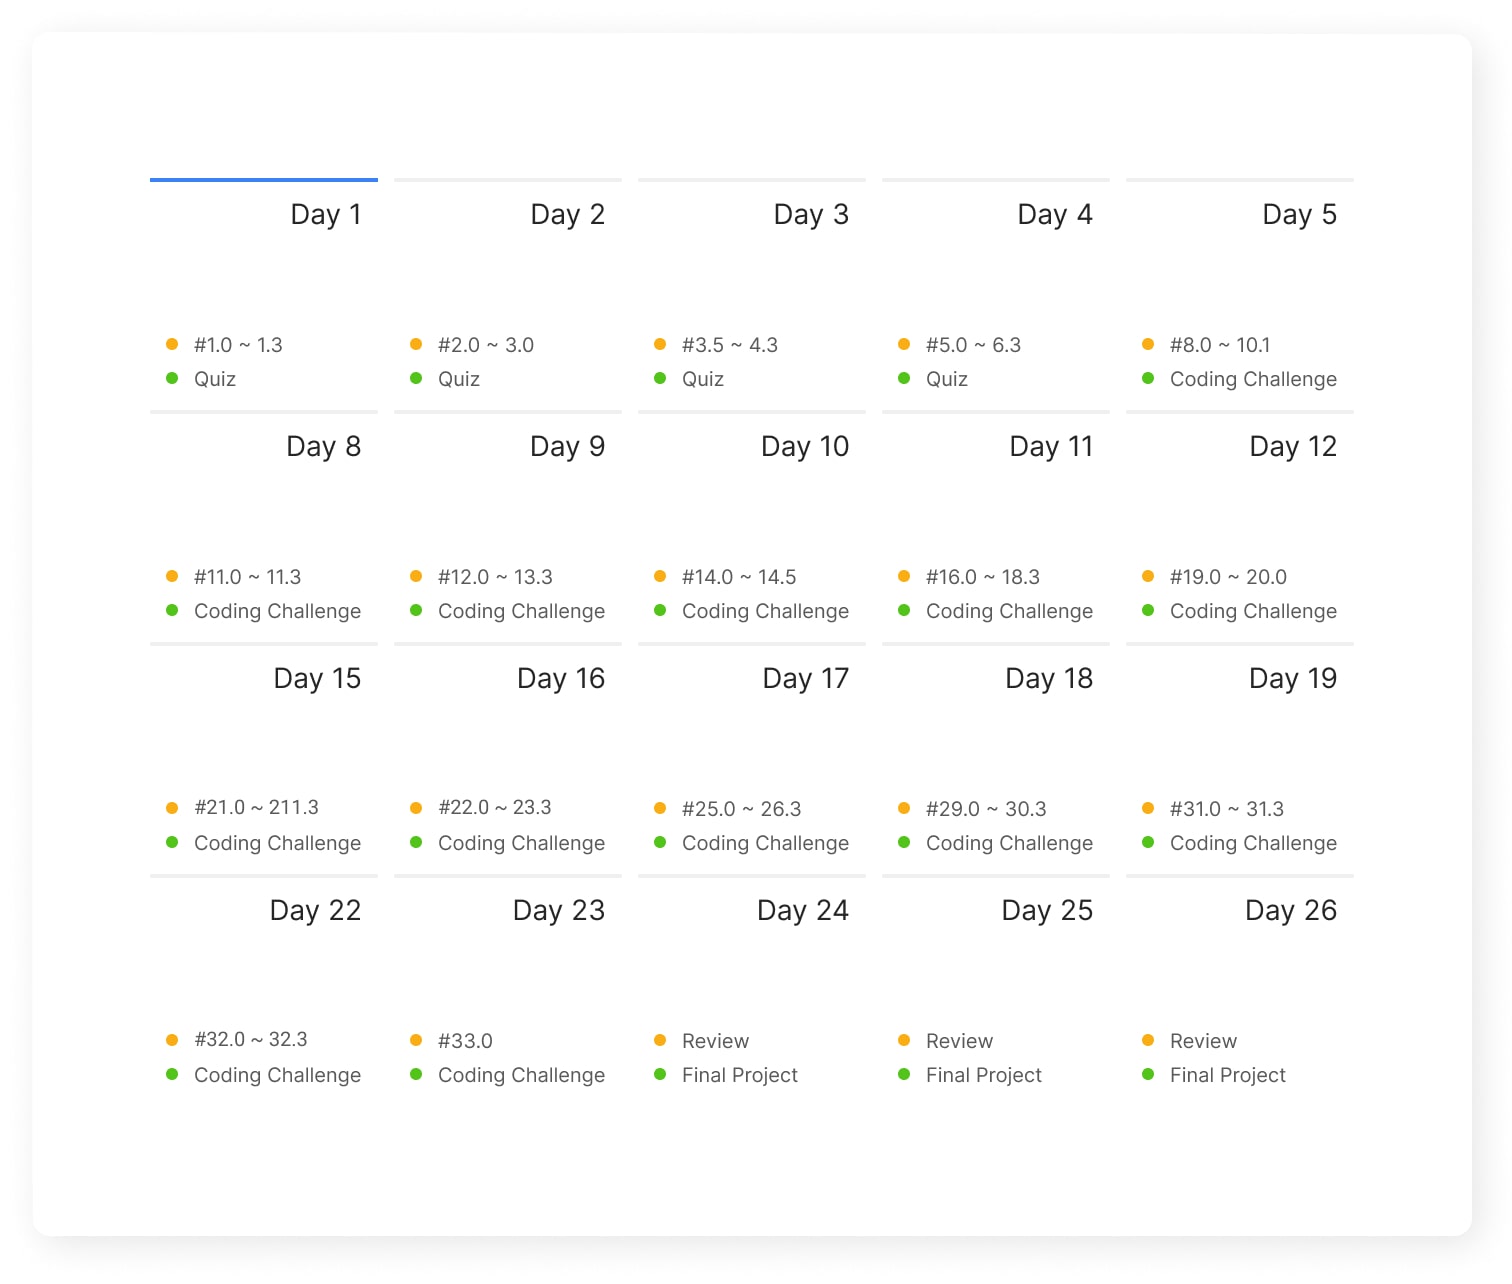 Day 1
Day 2
Day 3
Day 4
Day 5
#1.0 ~ 1.3
#2.0 ~ 3.0
#3.5 ~ 4.3
#5.0 ~ 6.3
#8.0 ~ 10.1
Quiz
Quiz
Quiz
Quiz
Coding Challenge
Day 8
Day 9
Day 10
Day 11
Day 12
#11.0 ~ 11.3
#12.0 ~ 13.3
#14.0 ~ 14.5
#16.0 ~ 18.3
#19.0 ~ 20.0
Coding Challenge
Coding Challenge
Coding Challenge
Coding Challenge
Coding Challenge
Day 15
Day 16
Day 17
Day 18
Day 19
#21.0 ~ 211.3
#22.0 ~ 23.3
#25.0 ~ 26.3
#29.0 ~ 30.3
#31.0 ~ 31.3
Coding Challenge
Coding Challenge
Coding Challenge
Coding Challenge
Coding Challenge
Day 22
Day 23
Day 24
Day 25
Day 26
#32.0 ~ 32.3
#33.0
Review
Review
Review
Coding Challenge
Coding Challenge
Final Project
Final Project
Final Project